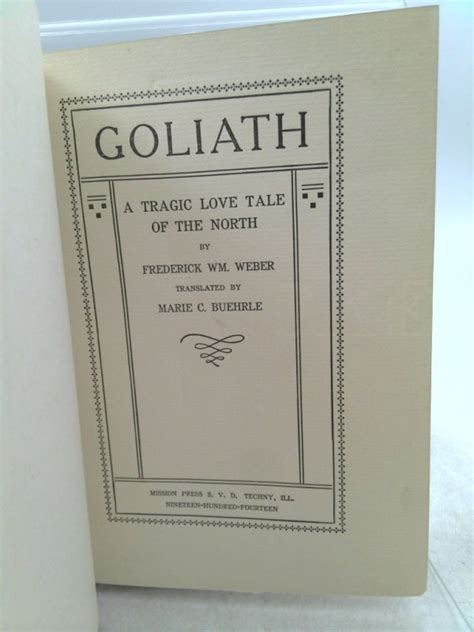 GOLIATH
A TRAGIC LOVE TALE
OF THE NORTH
BY
FREDERICK WM. WEBER
TRANSLATED BY
MARIE C. BUEHRLE
MISSION PRESS S. V. D. TECHNY, ILL.
NINETEEN-HUNDRED-FOURTEEN